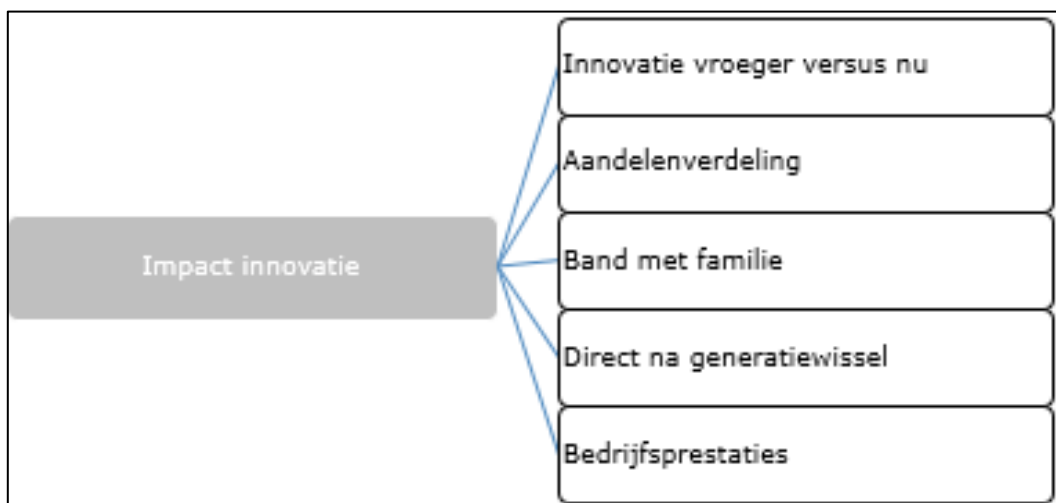 Impact innovatie
Innovatie vroeger versus nu
Aandelenverdeling
Band met familie
Direct na generatiewissel
Bedrijfsprestaties